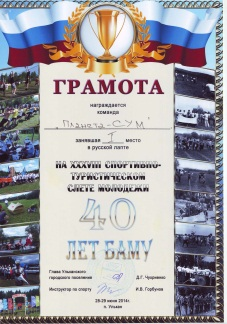 ГРАМОТА
награждается
команда
"Планета-СУМ"
занявшая I место
в русской лапте
НА XXXVIII СПОРТИВНО-
ТУРИСТИЧЕСКОМ
СЛЕТЕ МОЛОДЕЖИ
40
ЛЕТ БАМУ
Глава Ульканского
городского поселения
Д.Г. Чудаенко
Инструктор по спорту
И.В. Горбунов
28-29 июня 2014г.
п. Улькан